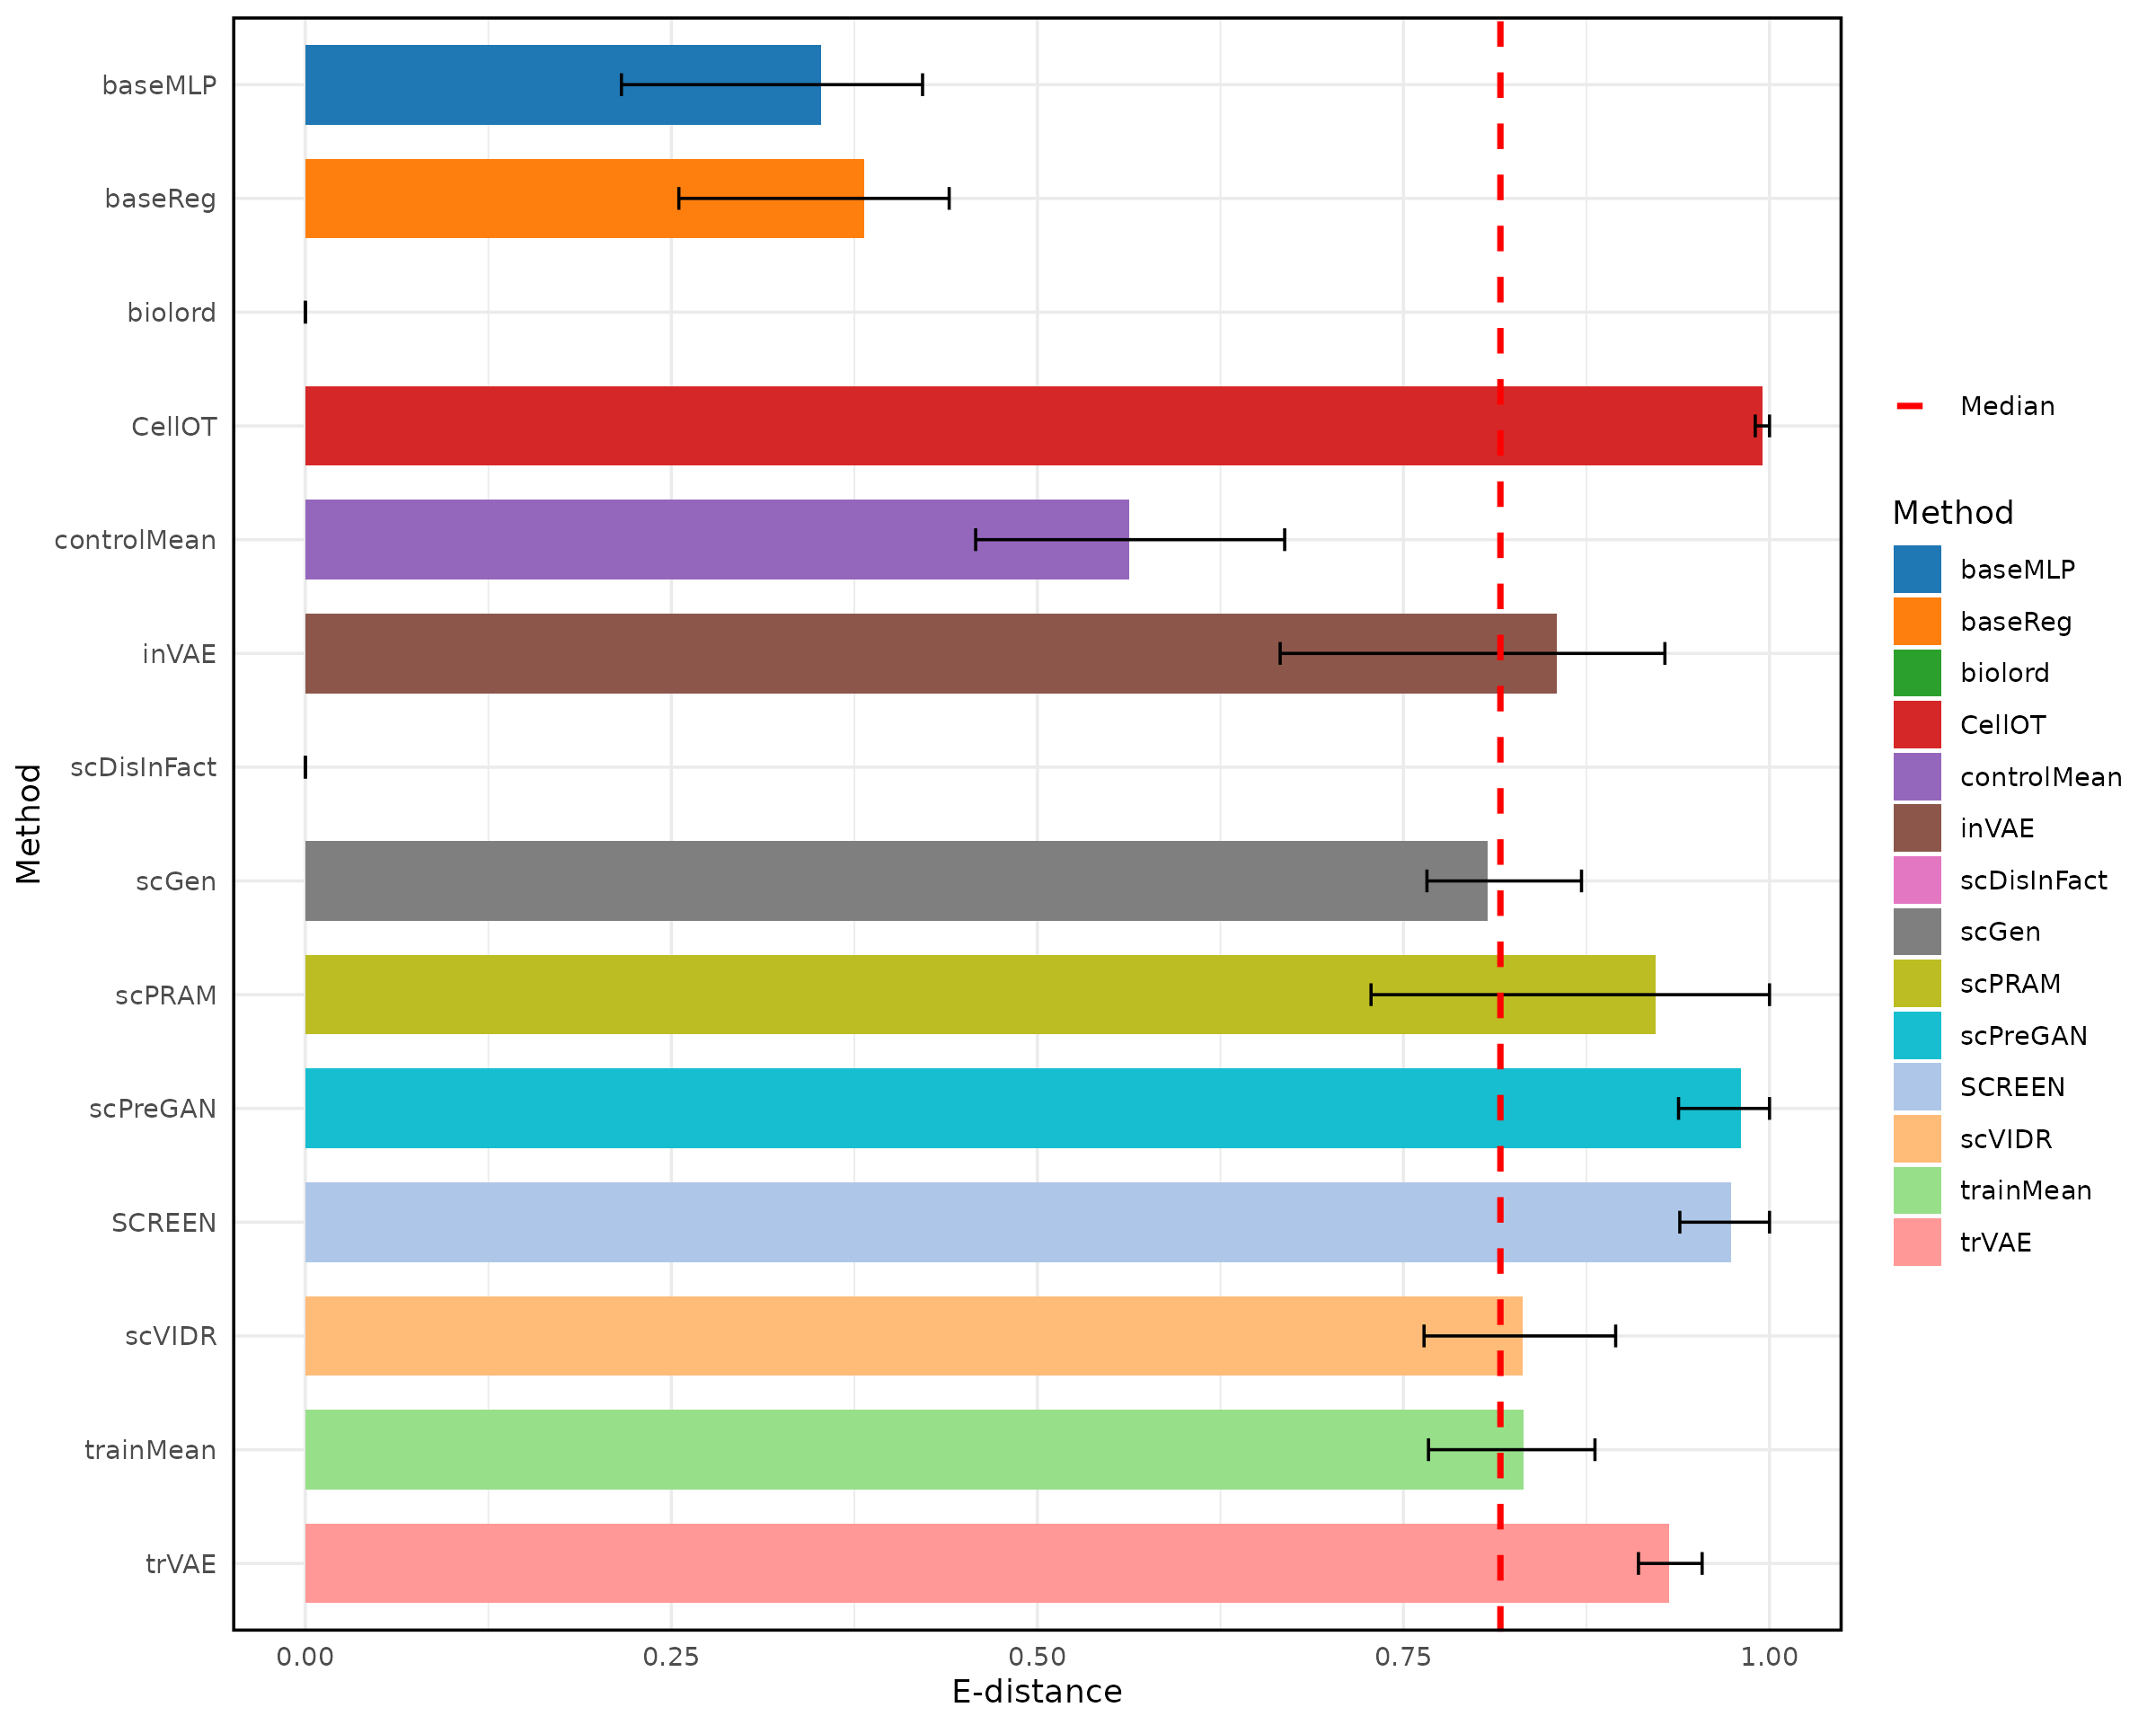 Method
baseMLP
baseReg
biolord
CellOT
controlMean
inVAE
scDisInFact
scGen
scPRAM
scPreGAN
SCREEN
scVIDR
trainMean
trVAE
0.00 0.25 0.50 0.75 1.00
E-distance
Median
Method
baseMLP
baseReg
biolord
CellOT
controlMean
inVAE
scDisInFact
scGen
scPRAM
scPreGAN
SCREEN
scVIDR
trainMean
trVAE